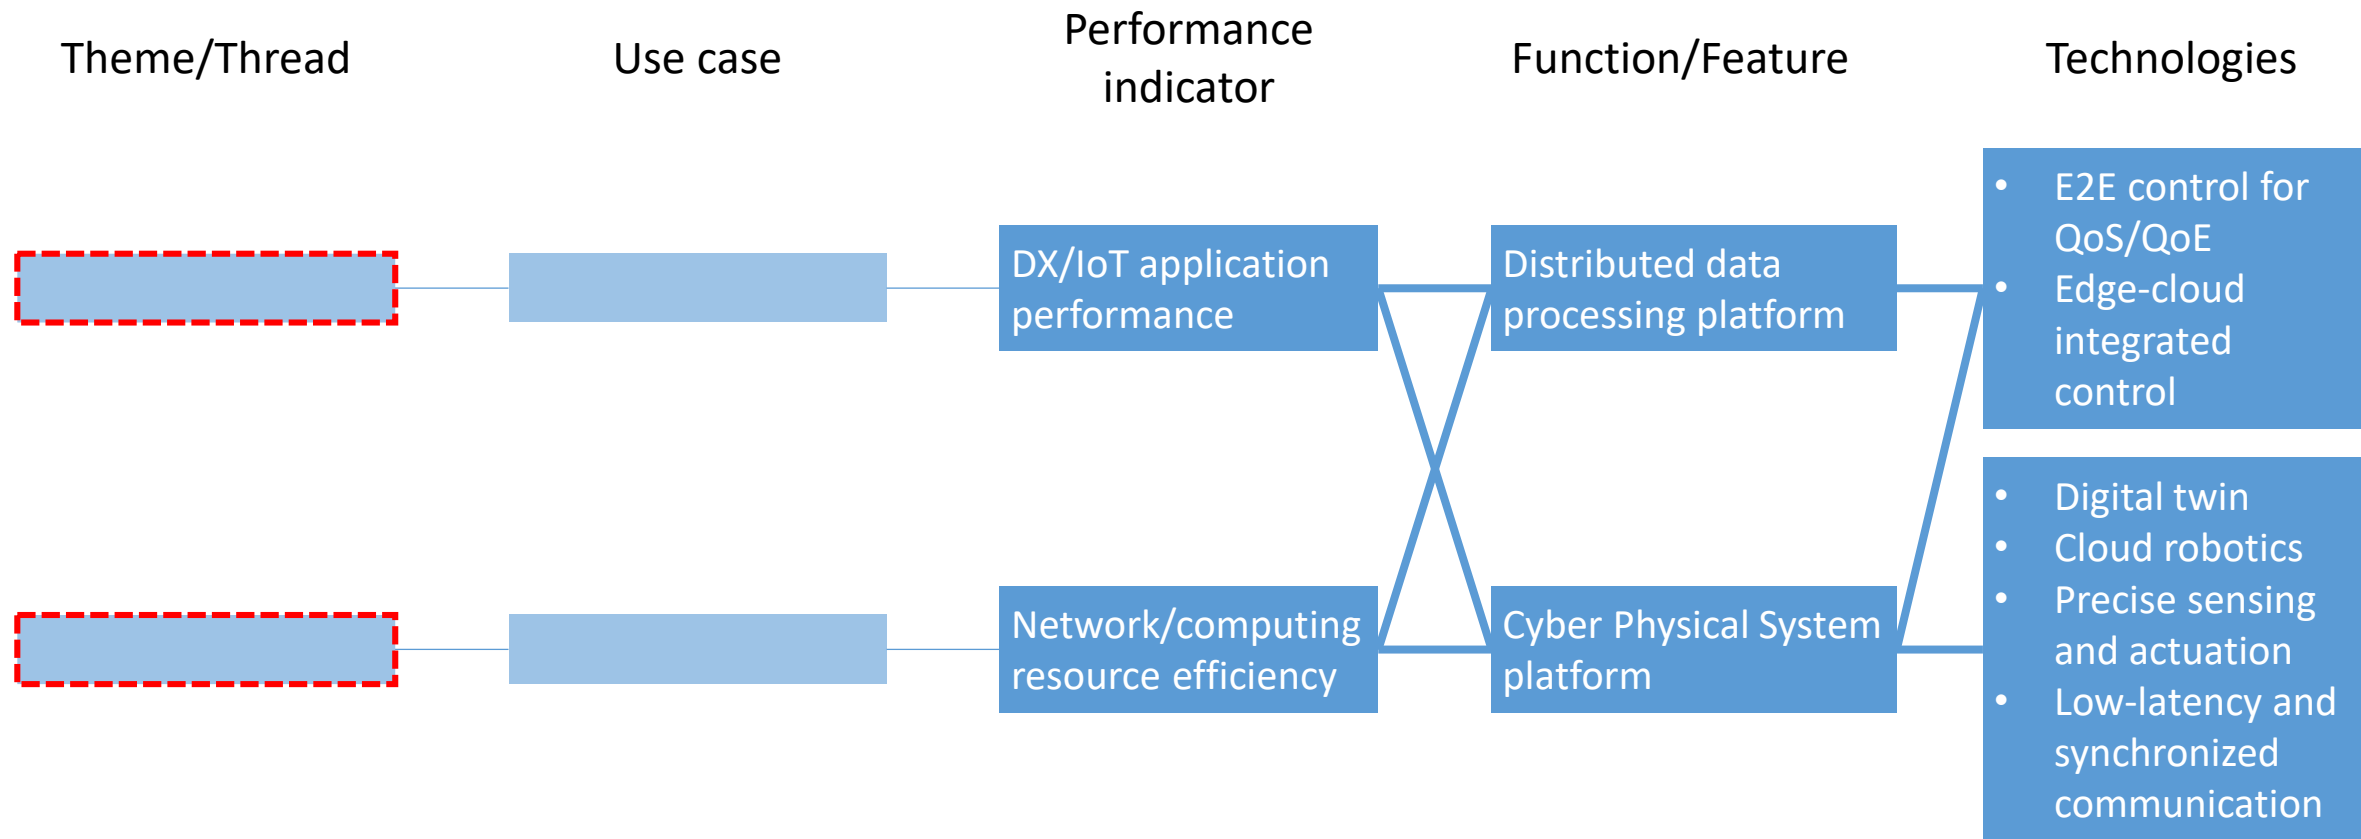 Theme/Thread
Use case
Performance
indicator
Function/Feature
Technologies
DX/IoT application
performance
Distributed data
processing platform
• E2E control for
QoS/QoE
• Edge-cloud
integrated
control
Network/computing
resource efficiency
Cyber Physical System
platform
• Digital twin
• Cloud robotics
• Precise sensing
and actuation
• Low-latency and
synchronized
communication